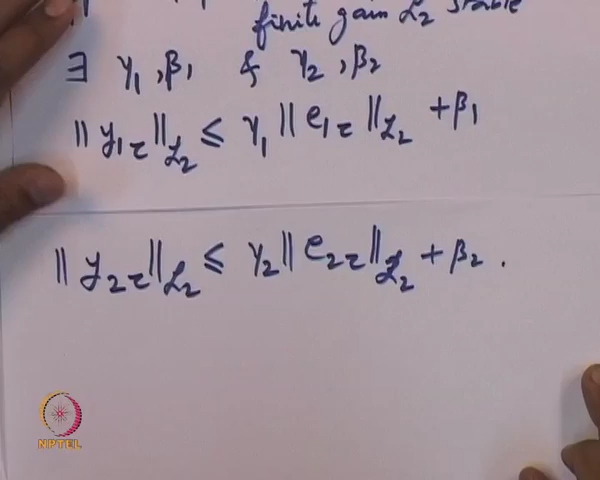 finite gain ℒ₂ stable
∃ γ₁, β₁ & γ₂, β₂
‖y₁τ‖ℒ₂ ≤ γ₁ ‖e₁τ‖ℒ₂ + β₁
‖y₂τ‖ℒ₂ ≤ γ₂ ‖e₂τ‖ℒ₂ + β₂ .
NPTEL